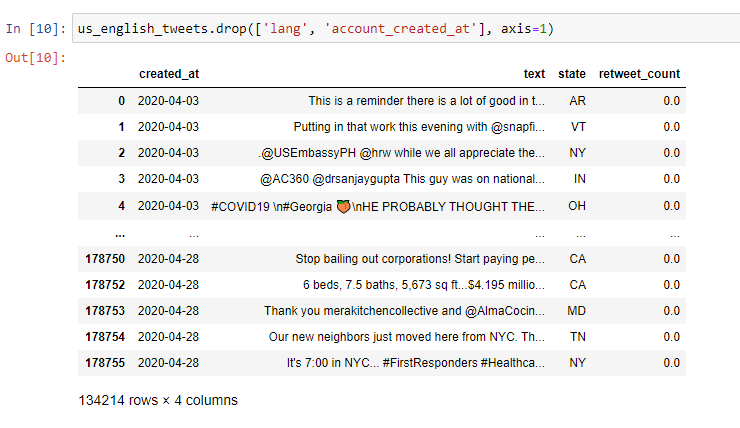 In [10]: us_english_tweets.drop(['lang', 'account_created_at'], axis=1)
Out[10]:
created_at text state retweet_count
0 2020-04-03 This is a reminder there is a lot of good in t... AR 0.0
1 2020-04-03 Putting in that work this evening with @snapfi... VT 0.0
2 2020-04-03 .@USEmbassyPH @hrw while we all appreciate the... NY 0.0
3 2020-04-03 @AC360 @drsanjaygupta This guy was on national... IN 0.0
4 2020-04-03 #COVID19 \n#Georgia 🍑\nHE PROBABLY THOUGHT THE... OH 0.0
... ... ... ... ...
178750 2020-04-28 Stop bailing out corporations! Start paying pe... CA 0.0
178752 2020-04-28 6 beds, 7.5 baths, 5,673 sq ft...$4.195 millio... CA 0.0
178753 2020-04-28 Thank you merakitchencollective and @AlmaCocin... MD 0.0
178754 2020-04-28 Our new neighbors just moved here from NYC. Th... TN 0.0
178755 2020-04-28 It's 7:00 in NYC... #FirstResponders #Healthca... NY 0.0
134214 rows × 4 columns